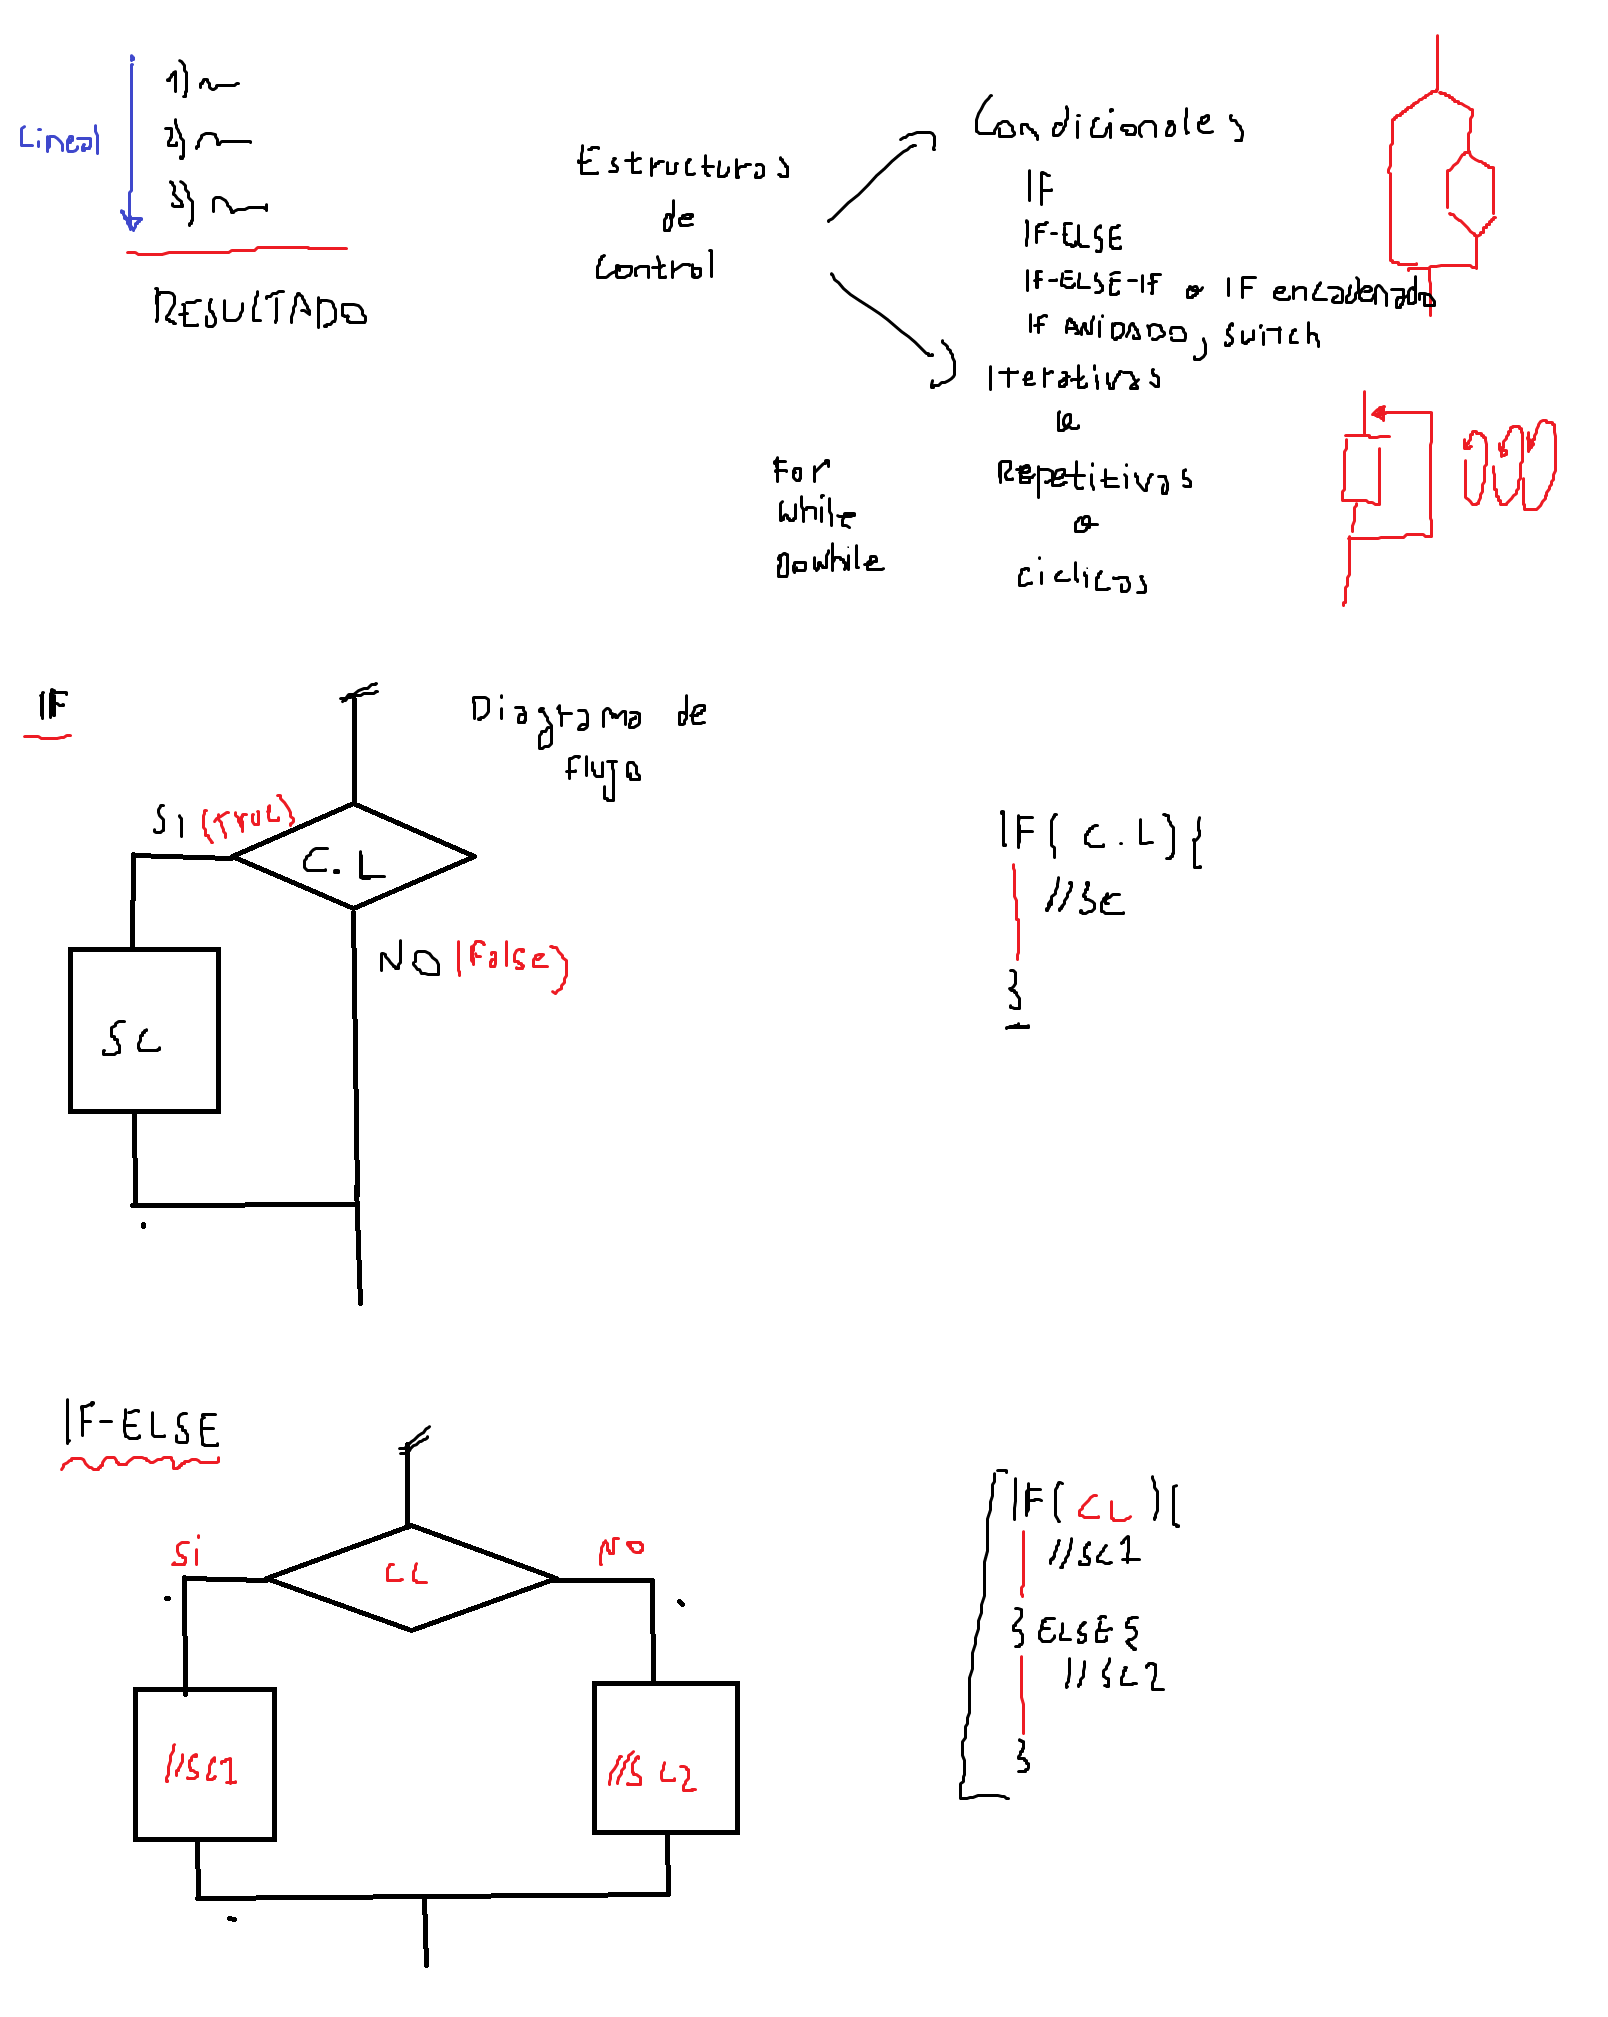 Lineal
1)
2)
3)
RESULTADO
Estructuras
de
Control
Condicionales
IF
IF-ELSE
IF-ELSE-IF o IF encadenado
IF ANIDADO, switch
Iterativas
o
Repetitivas
o
ciclicas
For
While
Dowhile
IF
Diagrama de
Flujo
Si (True)
C.L
NO (False)
SC
IF( C.L){
//SC
}
IF-ELSE
Si
CL
NO
//SC1
//SC2
IF( CL ){
//SC1
} ELSE {
//SC2
}